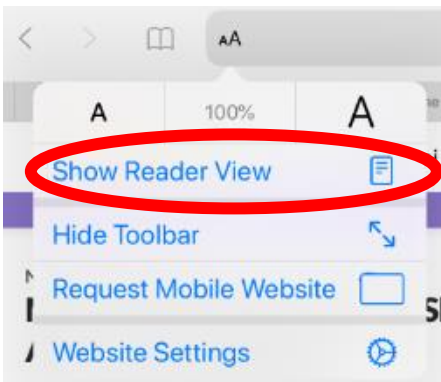 AA
A 100% A
Show Reader View
Hide Toolbar
Request Mobile Website
Website Settings